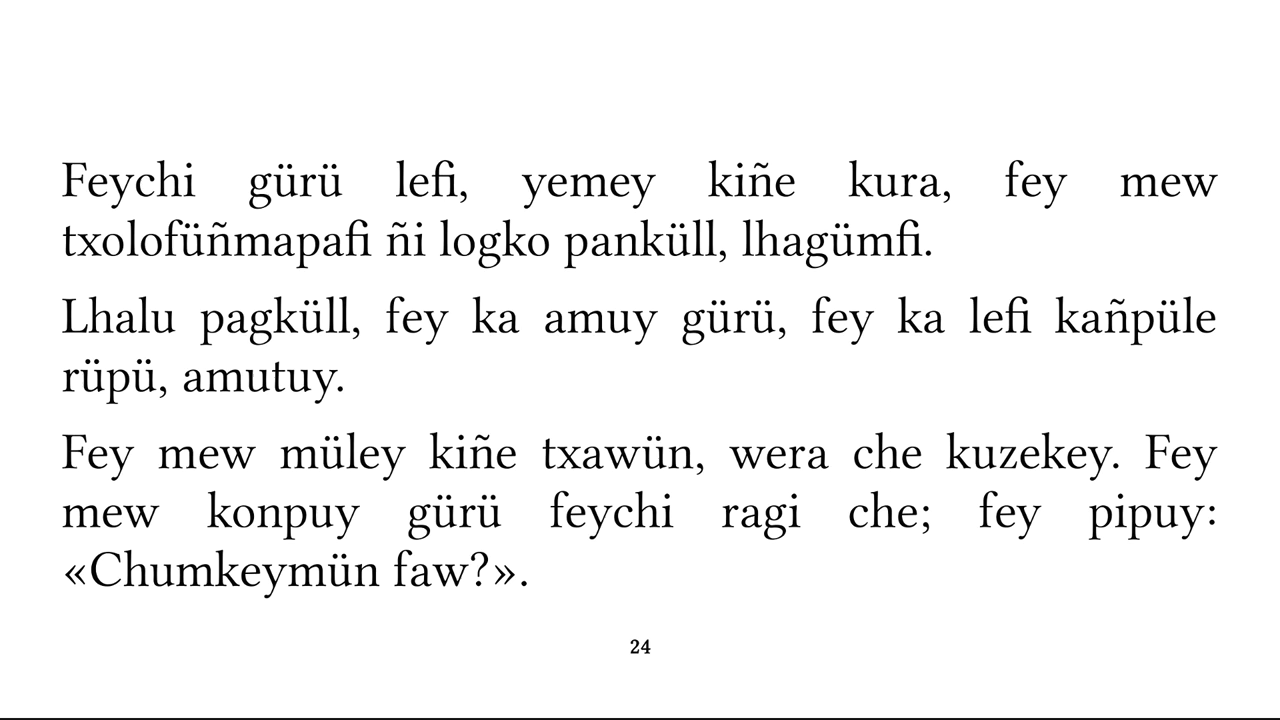 Feychi gürü lefi, yemey kiñe kura, fey mew
txolofüñmapafi ñi logko panküll, lhagümfi.
Lhalu pagküll, fey ka amuy gürü, fey ka lefi kañpüle
rüpü, amutuy.
Fey mew müley kiñe txawün, wera che kuzekey. Fey
mew konpuy gürü feychi ragi che; fey pipuy:
«Chumkeymün faw?».
24